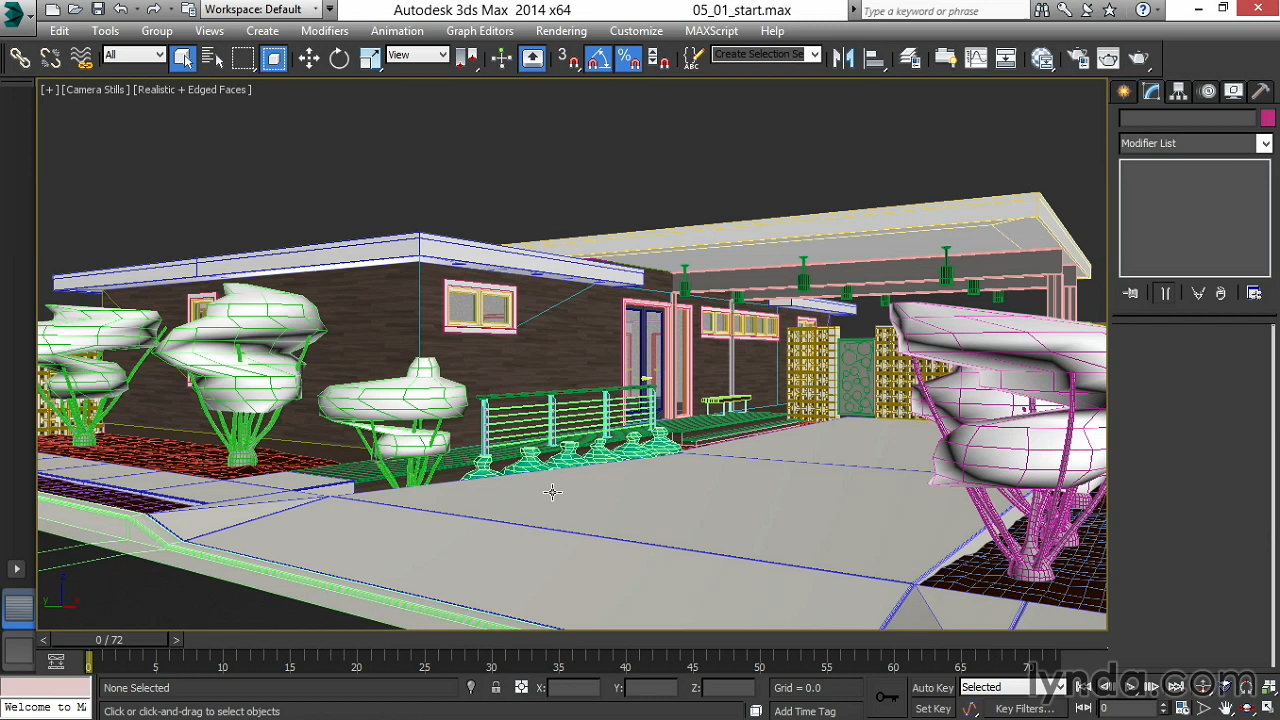 Workspace: Default
Autodesk 3ds Max 2014 x64
05_01_start.max
Type a keyword or phrase
Edit Tools Group Views Create Modifiers Animation Graph Editors Rendering Customize MAXScript Help
All
View
3
Create Selection Se
[+] [Camera Stills] [Realistic + Edged Faces]
Modifier List
z
y x
< 0 / 72 >
0 5 10 15 20 25 30 35 40 45 50 55 60 65 70
None Selected
X: Y: Z:
Grid = 0.0
Auto Key
Selected
Welcome to M
Click or click-and-drag to select objects
Add Time Tag
Set Key
Key Filters...
0
lynda.com